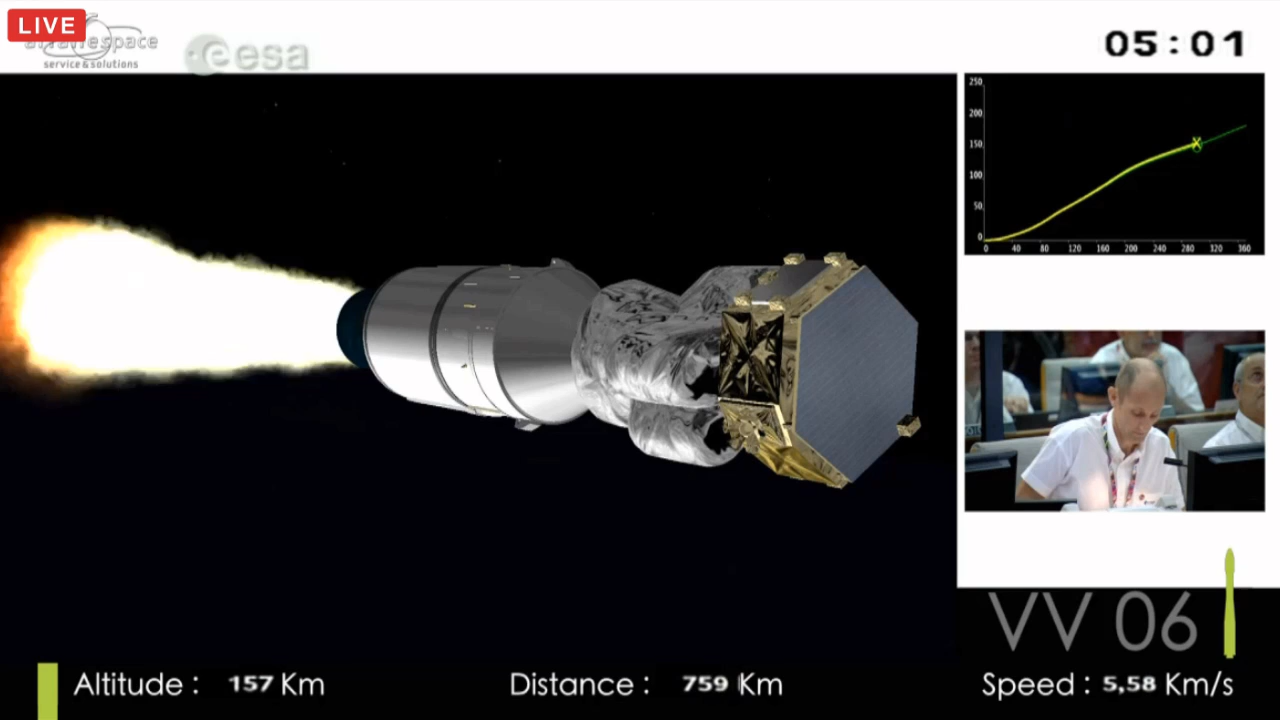 LIVE
arianespace
service & solutions
esa
05:01
250
200
150
100
50
0
0 40 80 120 160 200 240 280 320 360
VV 06
Altitude : 157 Km
Distance : 759 Km
Speed : 5,58 Km/s